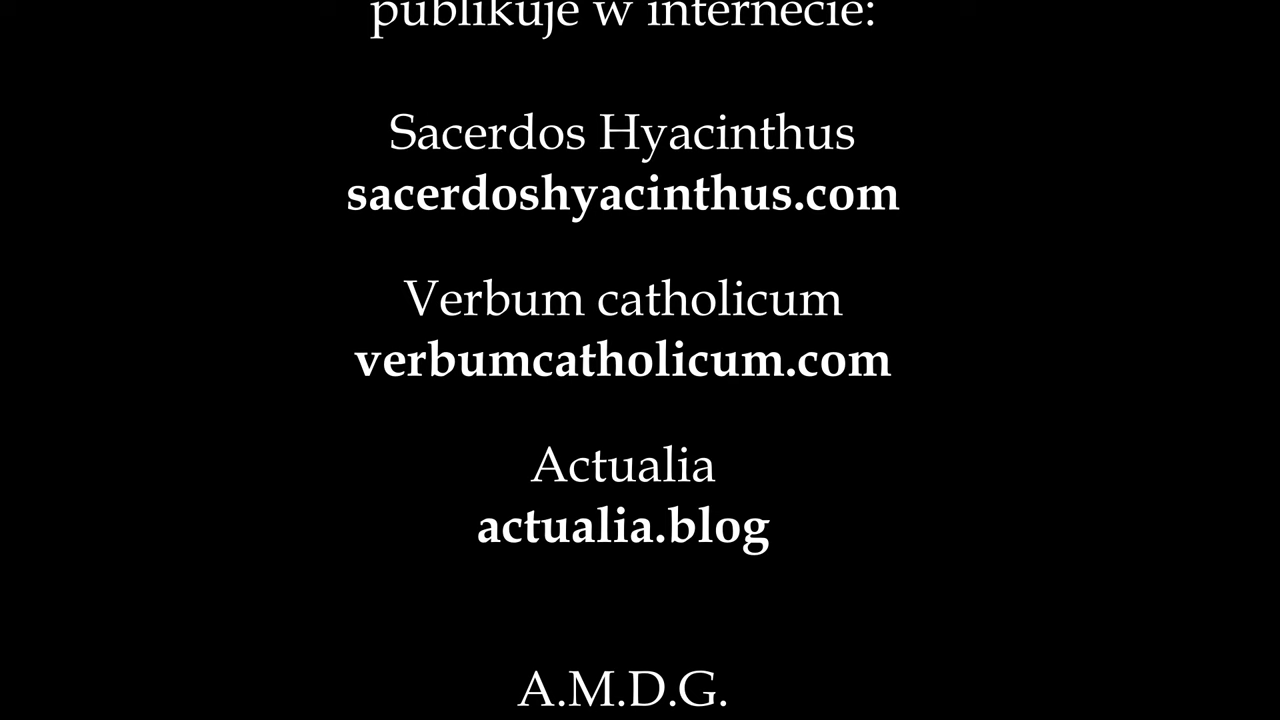 publikuje w internecie:
Sacerdos Hyacinthus
sacerdoshyacinthus.com
Verbum catholicum
verbumcatholicum.com
Actualia
actualia.blog
A.M.D.G.